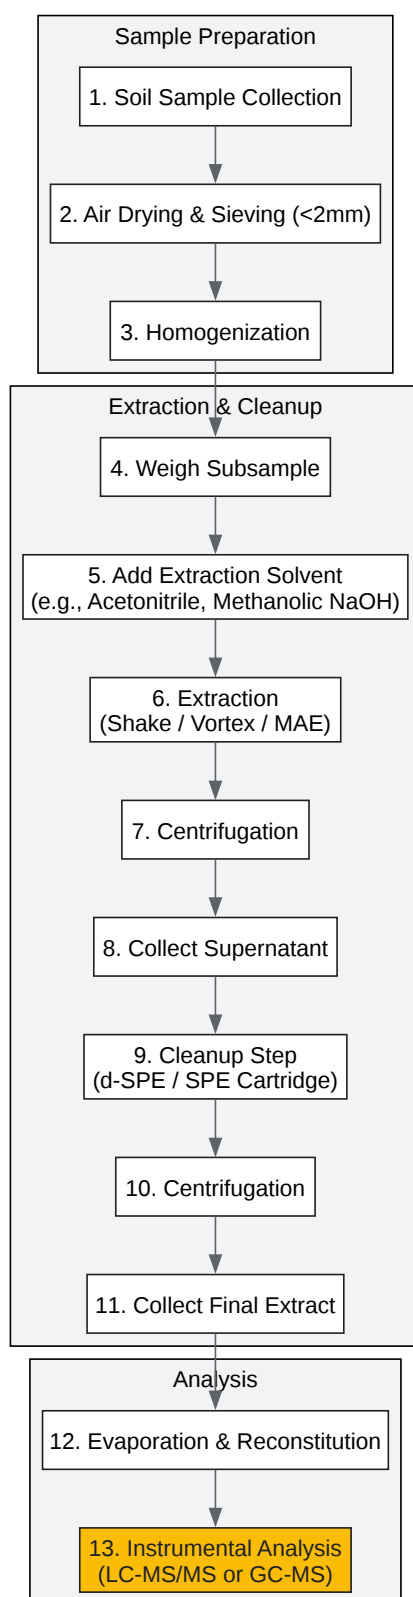 Sample Preparation
1. Soil Sample Collection
2. Air Drying & Sieving (<2mm)
3. Homogenization
Extraction & Cleanup
4. Weigh Subsample
5. Add Extraction Solvent
(e.g., Acetonitrile, Methanolic NaOH)
6. Extraction
(Shake / Vortex / MAE)
7. Centrifugation
8. Collect Supernatant
9. Cleanup Step
(d-SPE / SPE Cartridge)
10. Centrifugation
11. Collect Final Extract
Analysis
12. Evaporation & Reconstitution
13. Instrumental Analysis
(LC-MS/MS or GC-MS)